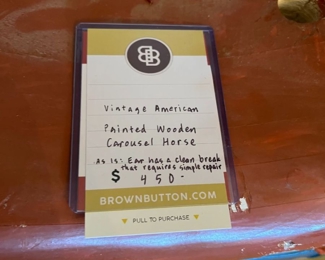 BB
Vintage American
Painted Wooden
Carousel Horse
As is: Ear has a clean break
that requires simple repair
$ 450-
BROWNBUTTON.COM
PULL TO PURCHASE